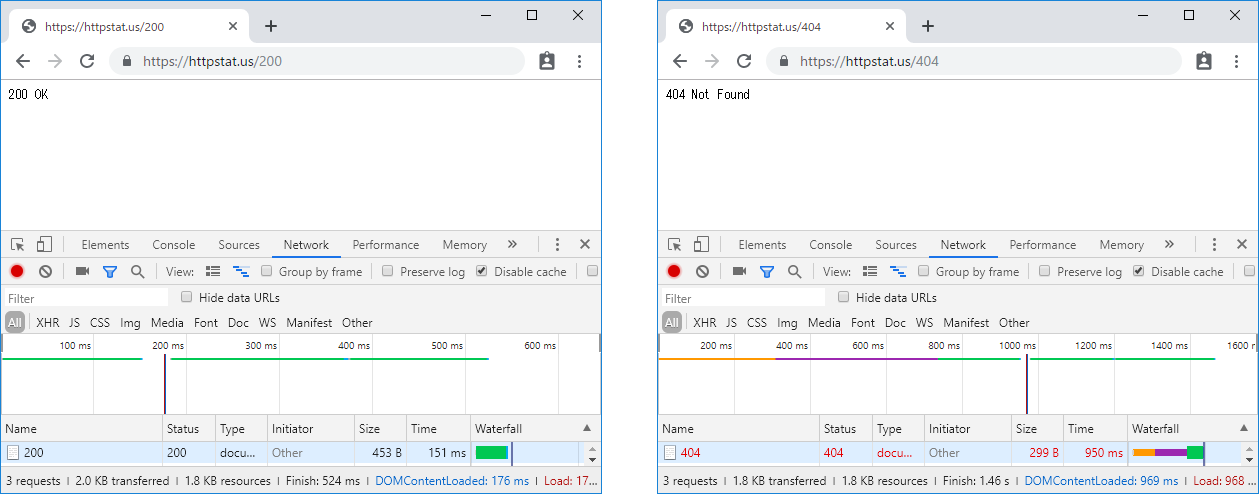 https://httpstat.us/200
https://httpstat.us/200
200 OK
Elements Console Sources Network Performance Memory »
View: Group by frame Preserve log Disable cache
Filter Hide data URLs
All XHR JS CSS Img Media Font Doc WS Manifest Other
100 ms 200 ms 300 ms 400 ms 500 ms 600 ms
Name Status Type Initiator Size Time Waterfall
200 200 docu... Other 453 B 151 ms
3 requests | 2.0 KB transferred | 1.8 KB resources | Finish: 524 ms | DOMContentLoaded: 176 ms | Load: 17...
https://httpstat.us/404
https://httpstat.us/404
404 Not Found
Elements Console Sources Network Performance Memory »
View: Group by frame Preserve log Disable cache
Filter Hide data URLs
All XHR JS CSS Img Media Font Doc WS Manifest Other
200 ms 400 ms 600 ms 800 ms 1000 ms 1200 ms 1400 ms 1600 r
Name Status Type Initiator Size Time Waterfall
404 404 docu... Other 299 B 950 ms
3 requests | 1.8 KB transferred | 1.8 KB resources | Finish: 1.46 s | DOMContentLoaded: 969 ms | Load: 968 ...